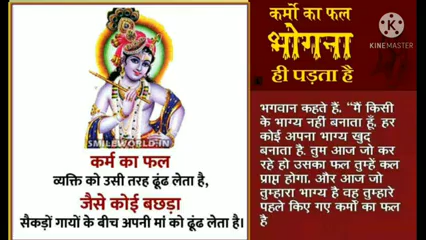 SMILEWORLD.IN
कर्म का फल
व्यक्ति को उसी तरह ढूंढ लेता है,
जैसे कोई बछड़ा
सैकड़ों गायों के बीच अपनी मां को ढूंढ लेता है।
कर्मो का फल
भोगना
ही पड़ता है
KINEMASTER
भगवान कहते हैं, “मैं किसी
के भाग्य नहीं बनाता हूँ, हर
कोई अपना भाग्य खुद
बनाता है. तुम आज जो कर
रहे हो उसका फल तुम्हें कल
प्राप्त होगा. और आज जो
तुम्हारा भाग्य है वह तुम्हारे
पहले किए गए कर्मों का फल
है